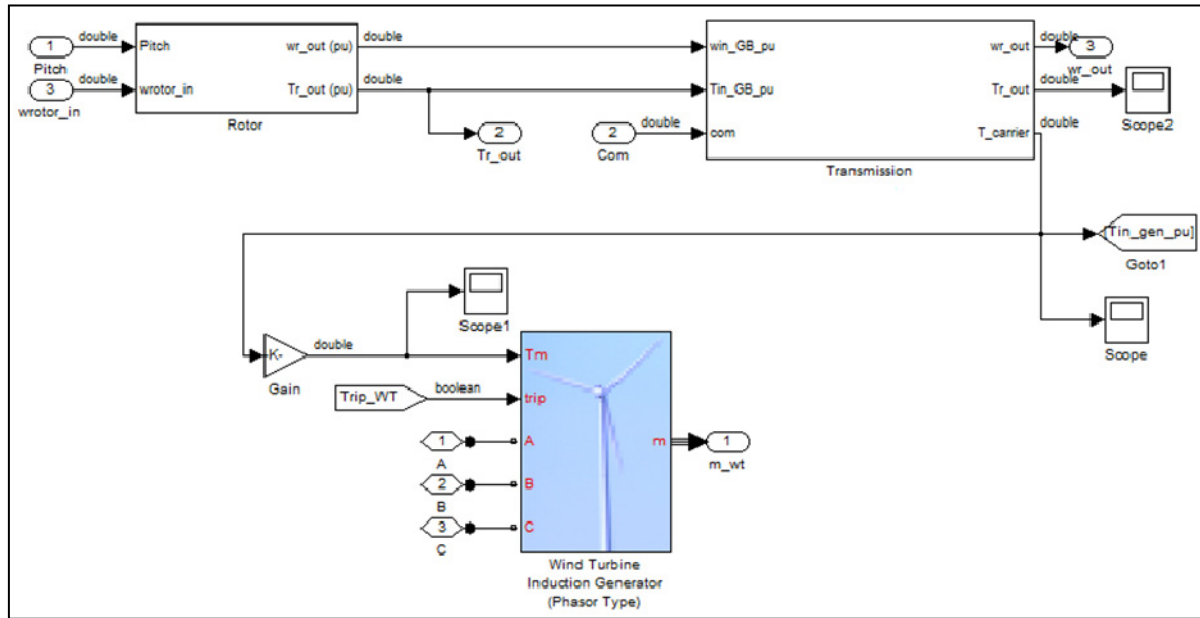 double
1
Pitch
double
3
wrotor_in
Pitch
wrotor_in
wr_out (pu)
Tr_out (pu)
Rotor
double
double
2
Tr_out
2
Com
double
win_GB_pu
Tin_GB_pu
com
wr_out
Tr_out
T_carrier
Transmission
double
3
wr_out
double
double
Scope2
[Tin_gen_pu]
Goto1
Scope
Scope1
K-
Gain
double
Trip_WT
boolean
1
A
2
B
3
C
Tm
trip
A
B
C
m
1
m_wt
Wind Turbine
Induction Generator
(Phasor Type)